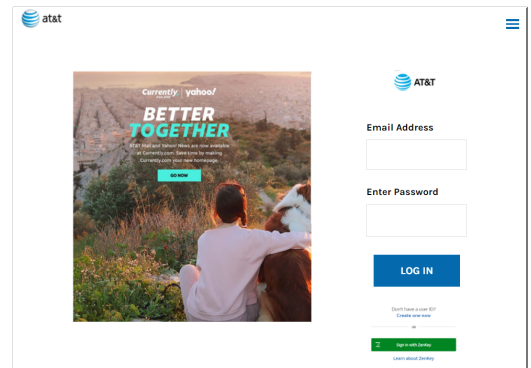 at&t
Currently | yahoo!
BETTER
TOGETHER
AT&T Mail and Yahoo! News are now available
at Currently.com. Save time by making
Currently.com your new homepage.
GO NOW
AT&T
Email Address
Enter Password
LOG IN
Don't have a user ID?
Create one now
or
Sign in with ZenKey
Learn about ZenKey